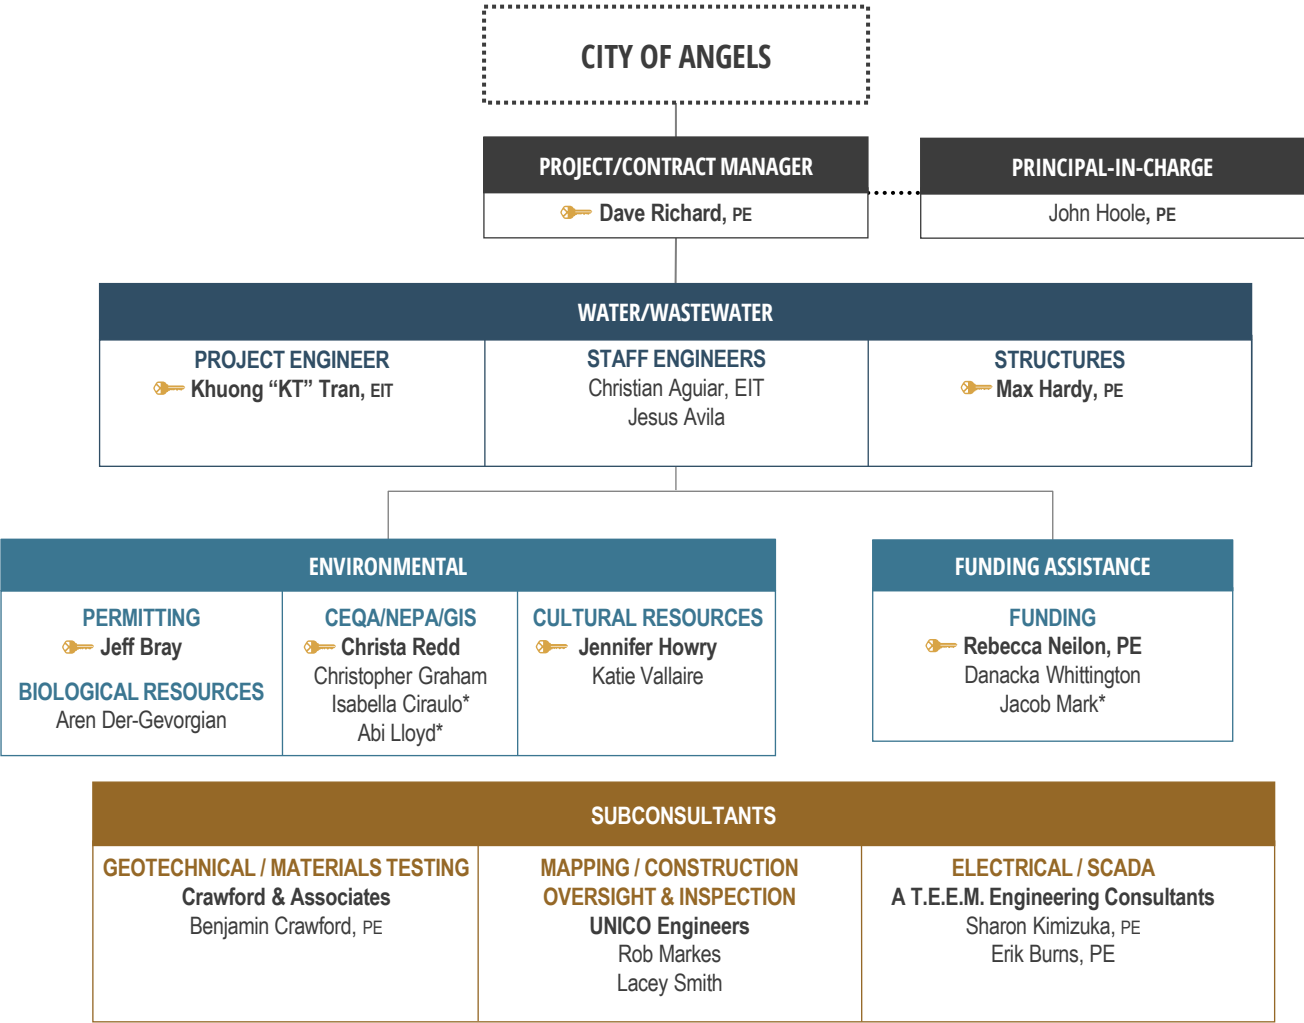 CITY OF ANGELS
PROJECT/CONTRACT MANAGER
Dave Richard, PE
PRINCIPAL-IN-CHARGE
John Hoole, PE
WATER/WASTEWATER
PROJECT ENGINEER
Khuong “KT” Tran, EIT
STAFF ENGINEERS
Christian Aguiar, EIT
Jesus Avila
STRUCTURES
Max Hardy, PE
ENVIRONMENTAL
PERMITTING
Jeff Bray
BIOLOGICAL RESOURCES
Aren Der-Gevorgian
CEQA/NEPA/GIS
Christa Redd
Christopher Graham
Isabella Ciraulo*
Abi Lloyd*
CULTURAL RESOURCES
Jennifer Howry
Katie Vallaire
FUNDING ASSISTANCE
FUNDING
Rebecca Neilon, PE
Danacka Whittington
Jacob Mark*
SUBCONSULTANTS
GEOTECHNICAL / MATERIALS TESTING
Crawford & Associates
Benjamin Crawford, PE
MAPPING / CONSTRUCTION
OVERSIGHT & INSPECTION
UNICO Engineers
Rob Markes
Lacey Smith
ELECTRICAL / SCADA
A T.E.E.M. Engineering Consultants
Sharon Kimizuka, PE
Erik Burns, PE